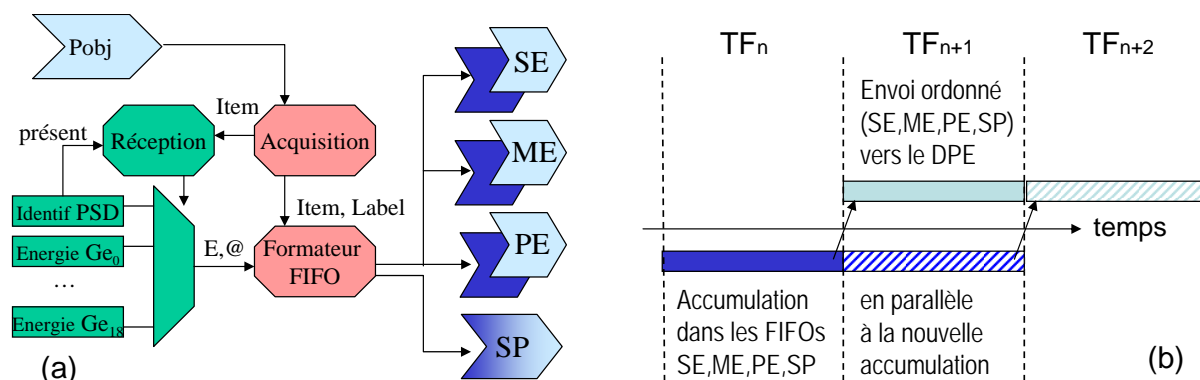 Pobj
SE
Item
présent
Réception
Acquisition
ME
Identif PSD
Item, Label
Energie Ge0
E,@
Formateur
FIFO
PE
...
Energie Ge18
SP
(a)
TFn
TFn+1
TFn+2
Envoi ordonné
(SE,ME,PE,SP)
vers le DPE
temps
Accumulation
dans les FIFOs
SE,ME,PE,SP
en parallèle
à la nouvelle
accumulation
(b)